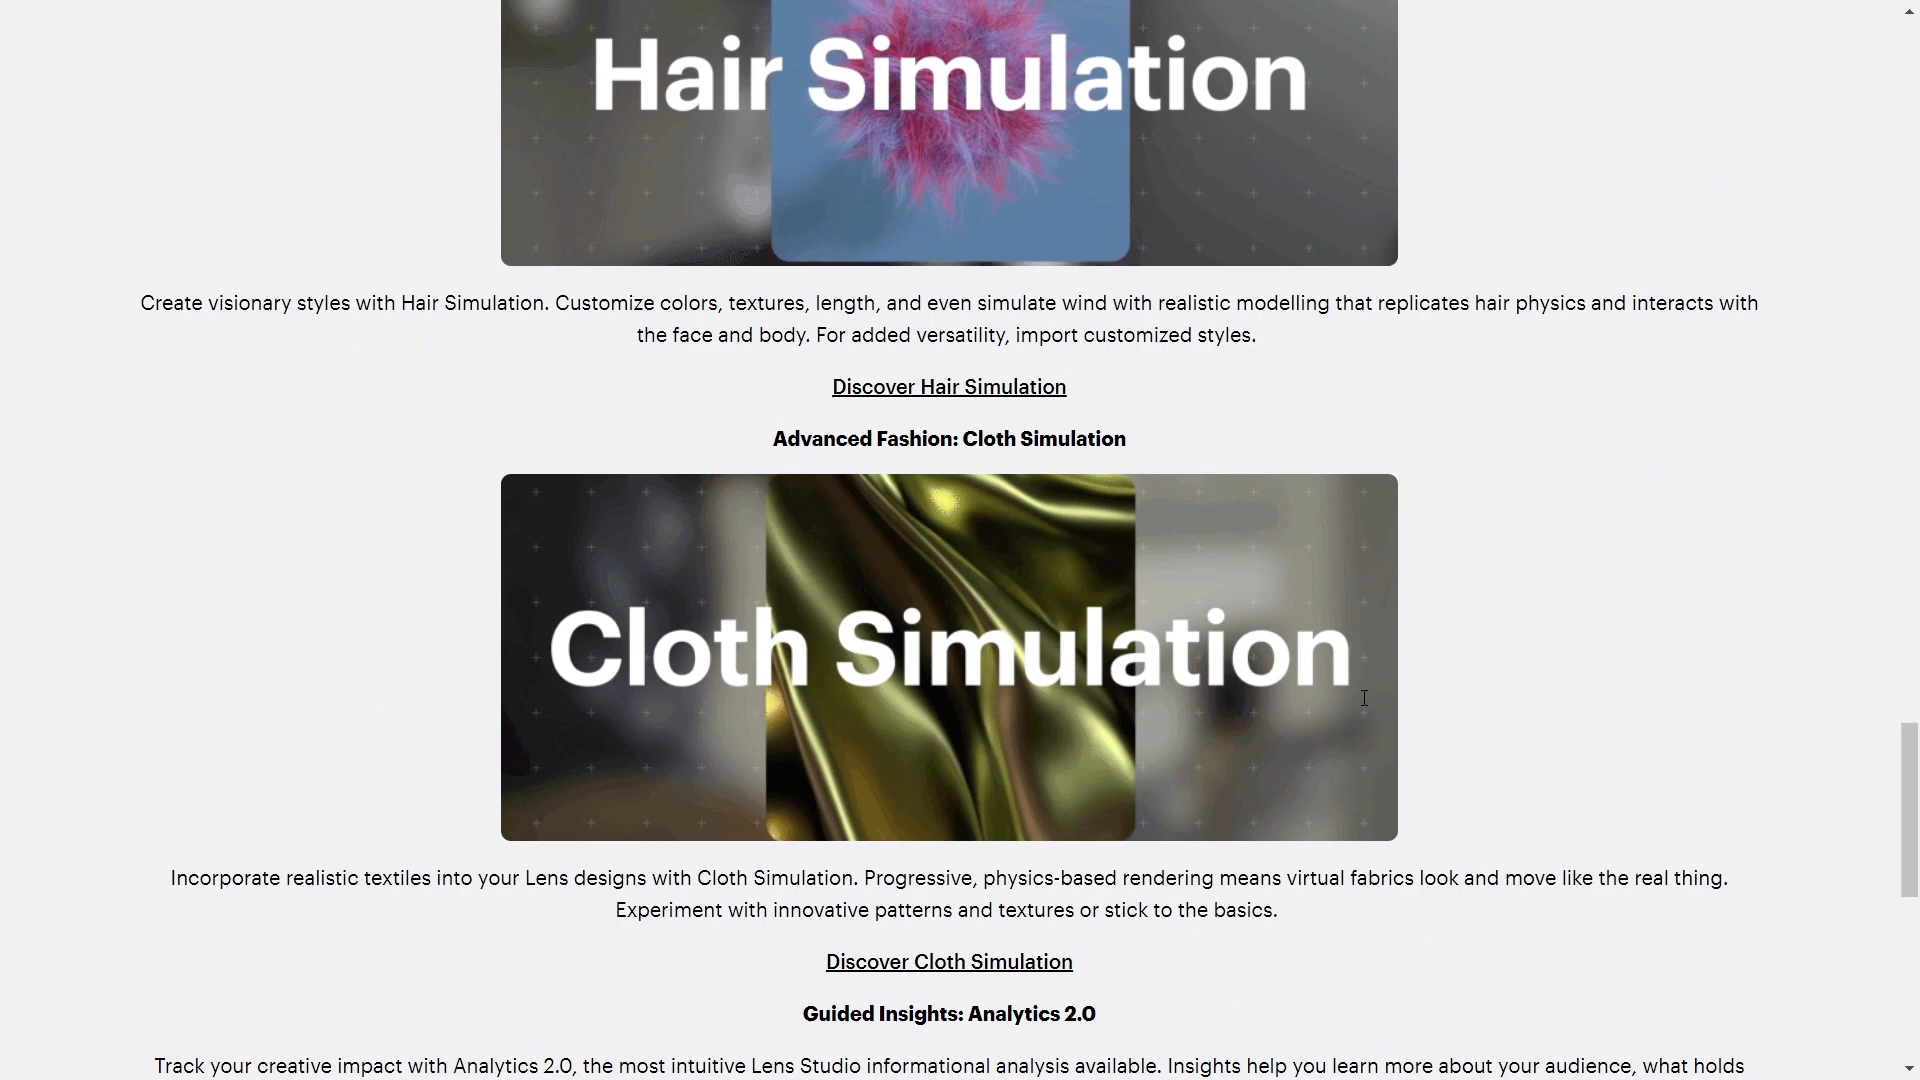 Hair Simulation
Create visionary styles with Hair Simulation. Customize colors, textures, length, and even simulate wind with realistic modelling that replicates hair physics and interacts with
the face and body. For added versatility, import customized styles.
Discover Hair Simulation
Advanced Fashion: Cloth Simulation
Cloth Simulation
Incorporate realistic textiles into your Lens designs with Cloth Simulation. Progressive, physics-based rendering means virtual fabrics look and move like the real thing.
Experiment with innovative patterns and textures or stick to the basics.
Discover Cloth Simulation
Guided Insights: Analytics 2.0
Track your creative impact with Analytics 2.0, the most intuitive Lens Studio informational analysis available. Insights help you learn more about your audience, what holds